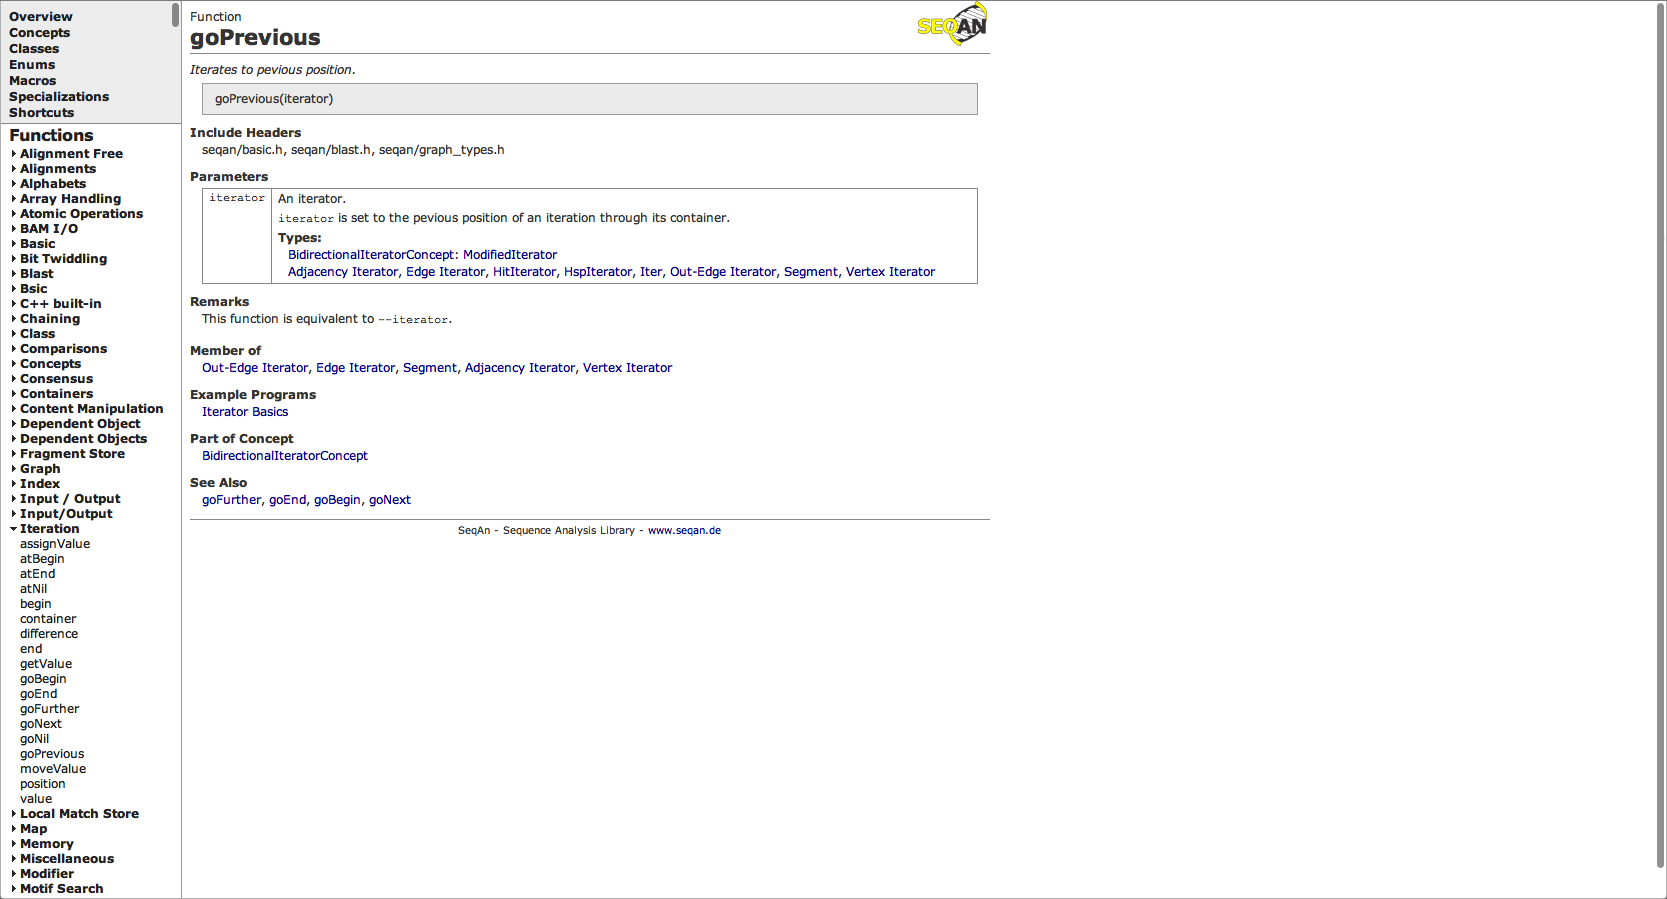 Overview
Concepts
Classes
Enums
Macros
Specializations
Shortcuts
Functions
Alignment Free
Alignments
Alphabets
Array Handling
Atomic Operations
BAM I/O
Basic
Bit Twiddling
Blast
Bsic
C++ built-in
Chaining
Class
Comparisons
Concepts
Consensus
Containers
Content Manipulation
Dependent Object
Dependent Objects
Fragment Store
Graph
Index
Input / Output
Input/Output
Iteration
assignValue
atBegin
atEnd
atNil
begin
container
difference
end
getValue
goBegin
goEnd
goFurther
goNext
goNil
goPrevious
moveValue
position
value
Local Match Store
Map
Memory
Miscellaneous
Modifier
Motif Search
Function
goPrevious
SEQAN
Iterates to pevious position.
goPrevious(iterator)
Include Headers
seqan/basic.h, seqan/blast.h, seqan/graph_types.h
Parameters
iterator An iterator.
iterator is set to the pevious position of an iteration through its container.
Types:
BidirectionalIteratorConcept: ModifiedIterator
Adjacency Iterator, Edge Iterator, HitIterator, HspIterator, Iter, Out-Edge Iterator, Segment, Vertex Iterator
Remarks
This function is equivalent to --iterator.
Member of
Out-Edge Iterator, Edge Iterator, Segment, Adjacency Iterator, Vertex Iterator
Example Programs
Iterator Basics
Part of Concept
BidirectionalIteratorConcept
See Also
goFurther, goEnd, goBegin, goNext
SeqAn - Sequence Analysis Library - www.seqan.de